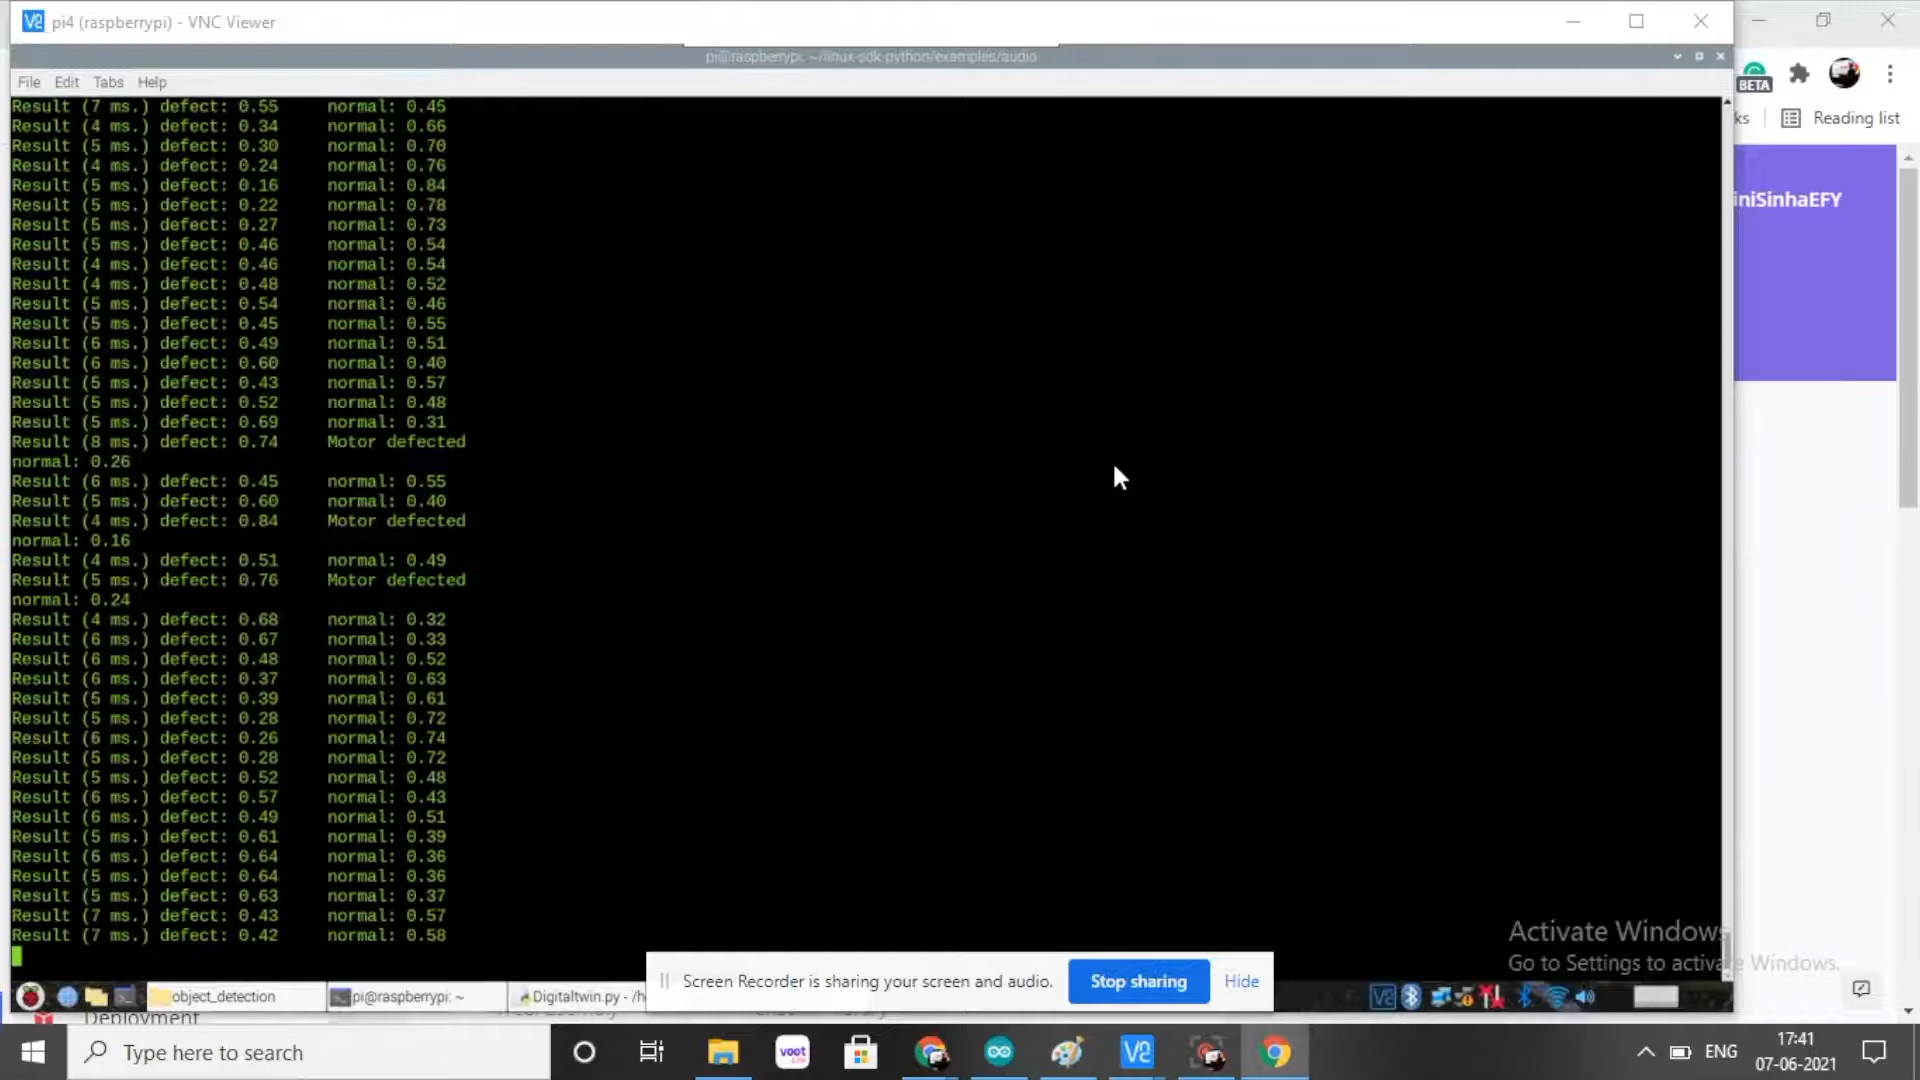 pi4 (raspberrypi) - VNC Viewer
pi@raspberrypi: ~/linux-sdk-python/examples/audio
File Edit Tabs Help
BETA
Reading list
iniSinhaEFY
Result (7 ms.) defect: 0.55 normal: 0.45
Result (4 ms.) defect: 0.34 normal: 0.66
Result (5 ms.) defect: 0.30 normal: 0.70
Result (4 ms.) defect: 0.24 normal: 0.76
Result (5 ms.) defect: 0.16 normal: 0.84
Result (5 ms.) defect: 0.22 normal: 0.78
Result (5 ms.) defect: 0.27 normal: 0.73
Result (5 ms.) defect: 0.46 normal: 0.54
Result (4 ms.) defect: 0.46 normal: 0.54
Result (4 ms.) defect: 0.48 normal: 0.52
Result (5 ms.) defect: 0.54 normal: 0.46
Result (5 ms.) defect: 0.45 normal: 0.55
Result (6 ms.) defect: 0.49 normal: 0.51
Result (6 ms.) defect: 0.60 normal: 0.40
Result (5 ms.) defect: 0.43 normal: 0.57
Result (5 ms.) defect: 0.52 normal: 0.48
Result (5 ms.) defect: 0.69 normal: 0.31
Result (8 ms.) defect: 0.74 Motor defected
normal: 0.26
Result (6 ms.) defect: 0.45 normal: 0.55
Result (5 ms.) defect: 0.60 normal: 0.40
Result (4 ms.) defect: 0.84 Motor defected
normal: 0.16
Result (4 ms.) defect: 0.51 normal: 0.49
Result (5 ms.) defect: 0.76 Motor defected
normal: 0.24
Result (4 ms.) defect: 0.68 normal: 0.32
Result (6 ms.) defect: 0.67 normal: 0.33
Result (6 ms.) defect: 0.48 normal: 0.52
Result (6 ms.) defect: 0.37 normal: 0.63
Result (5 ms.) defect: 0.39 normal: 0.61
Result (5 ms.) defect: 0.28 normal: 0.72
Result (6 ms.) defect: 0.26 normal: 0.74
Result (5 ms.) defect: 0.28 normal: 0.72
Result (5 ms.) defect: 0.52 normal: 0.48
Result (6 ms.) defect: 0.57 normal: 0.43
Result (6 ms.) defect: 0.49 normal: 0.51
Result (5 ms.) defect: 0.61 normal: 0.39
Result (6 ms.) defect: 0.64 normal: 0.36
Result (5 ms.) defect: 0.64 normal: 0.36
Result (5 ms.) defect: 0.63 normal: 0.37
Result (7 ms.) defect: 0.43 normal: 0.57
Result (7 ms.) defect: 0.42 normal: 0.58
Activate Windows
Go to Settings to activate Windows.
Screen Recorder is sharing your screen and audio. Stop sharing Hide
object_detection pi@raspberrypi: ~ Digitaltwin.py - /h
Deployment
Type here to search
voot
ENG
17:41
07-06-2021